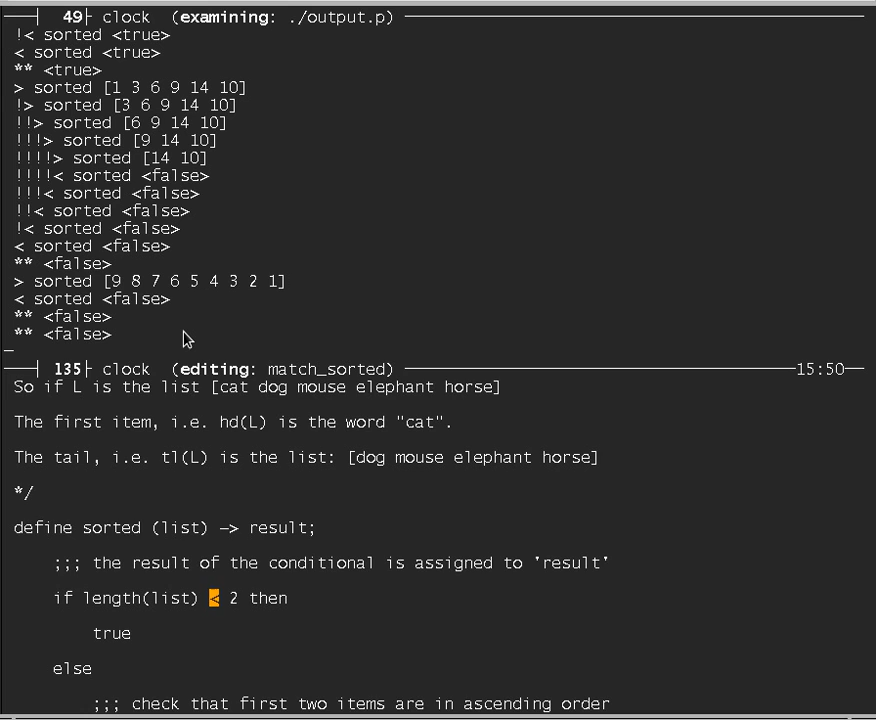 49 clock (examining: ./output.p)
!< sorted <true>
< sorted <true>
** <true>
> sorted [1 3 6 9 14 10]
!> sorted [3 6 9 14 10]
!!> sorted [6 9 14 10]
!!!> sorted [9 14 10]
!!!!> sorted [14 10]
!!!!< sorted <false>
!!!< sorted <false>
!!< sorted <false>
!< sorted <false>
< sorted <false>
** <false>
> sorted [9 8 7 6 5 4 3 2 1]
< sorted <false>
** <false>
** <false>
135 clock (editing: match_sorted) 15:50
So if L is the list [cat dog mouse elephant horse]
The first item, i.e. hd(L) is the word "cat".
The tail, i.e. tl(L) is the list: [dog mouse elephant horse]
*/
define sorted (list) -> result;
;;; the result of the conditional is assigned to 'result'
if length(list) < 2 then
true
else
;;; check that first two items are in ascending order